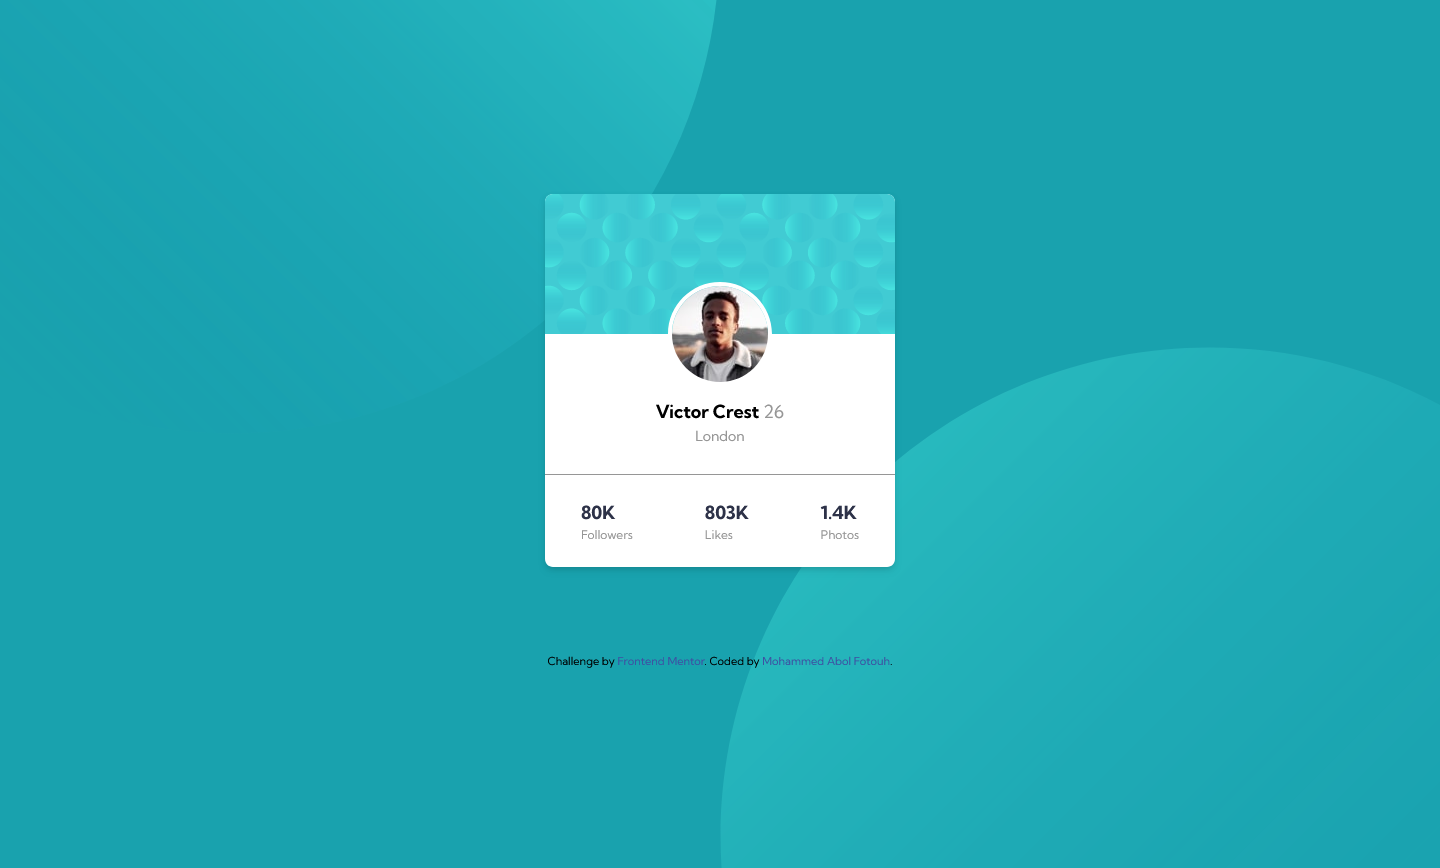 Victor Crest 26
London
80K 803K 1.4K
Followers Likes Photos
Challenge by Frontend Mentor. Coded by Mohammed Abol Fotouh.